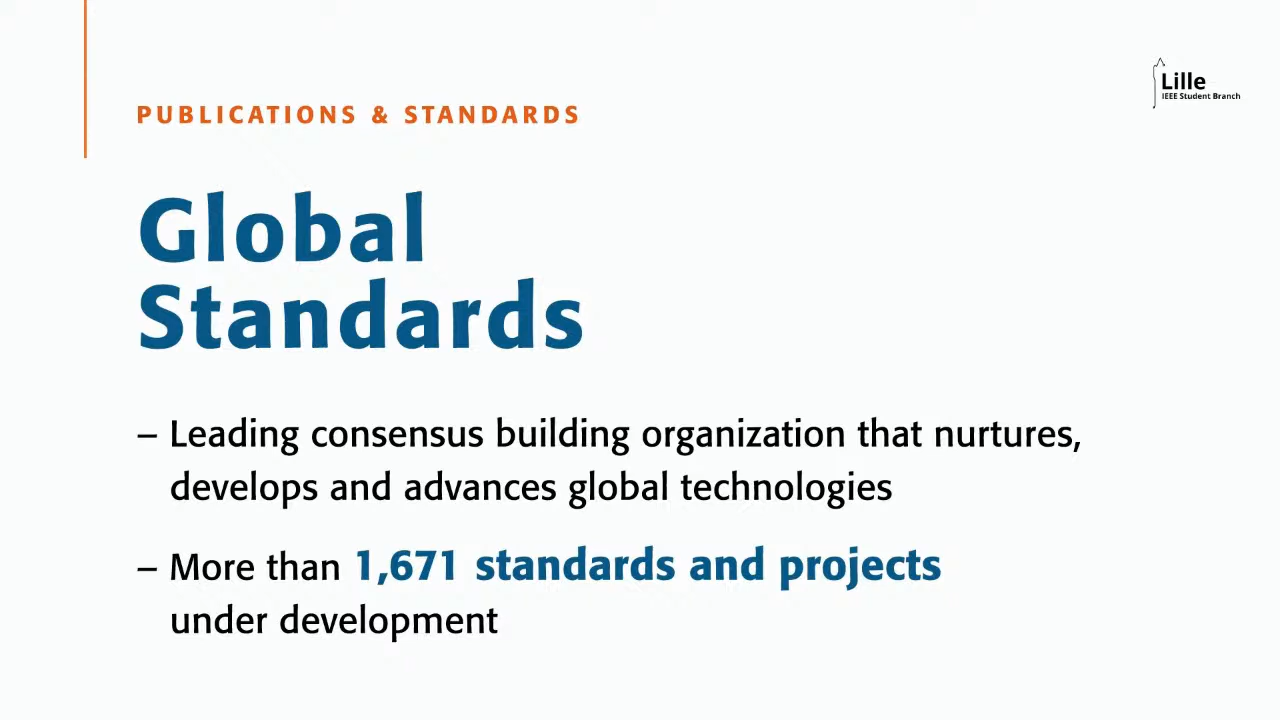 PUBLICATIONS & STANDARDS
Lille
IEEE Student Branch
Global
Standards
– Leading consensus building organization that nurtures,
develops and advances global technologies
– More than 1,671 standards and projects
under development